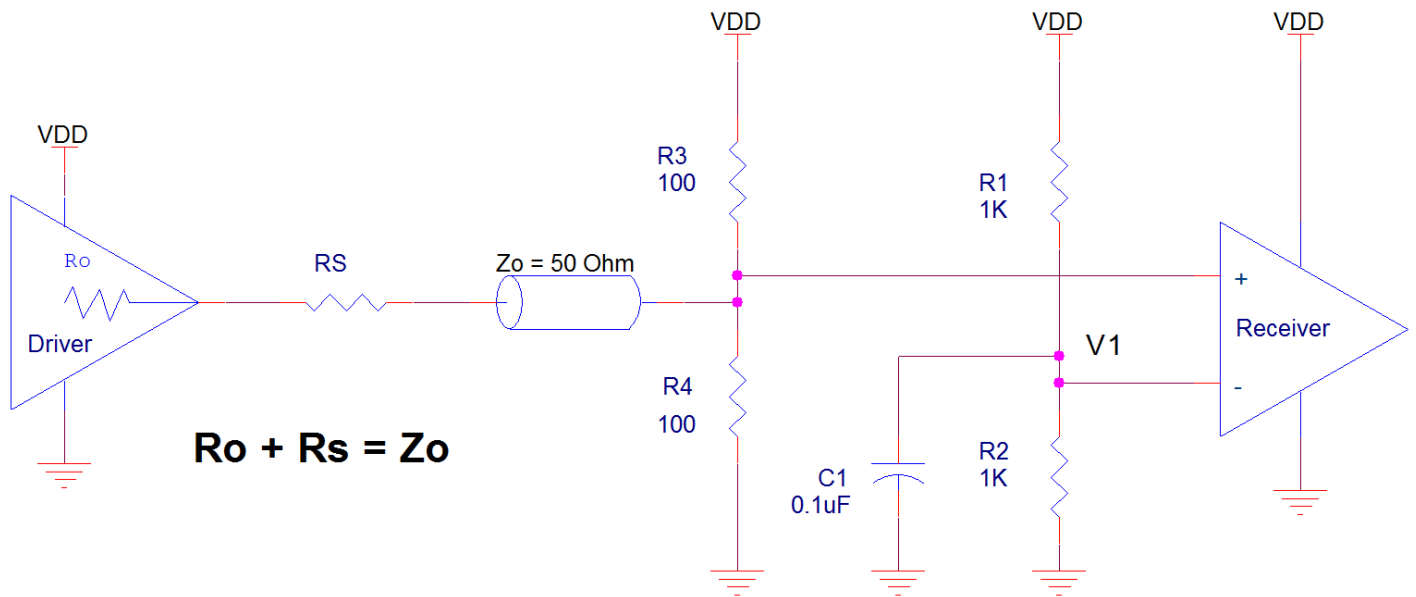 VDD
VDD
VDD
VDD
R3
100
R1
1K
Ro
RS
Zo = 50 Ohm
+
Receiver
Driver
V1
-
R4
100
Ro + Rs = Zo
C1
0.1uF
R2
1K